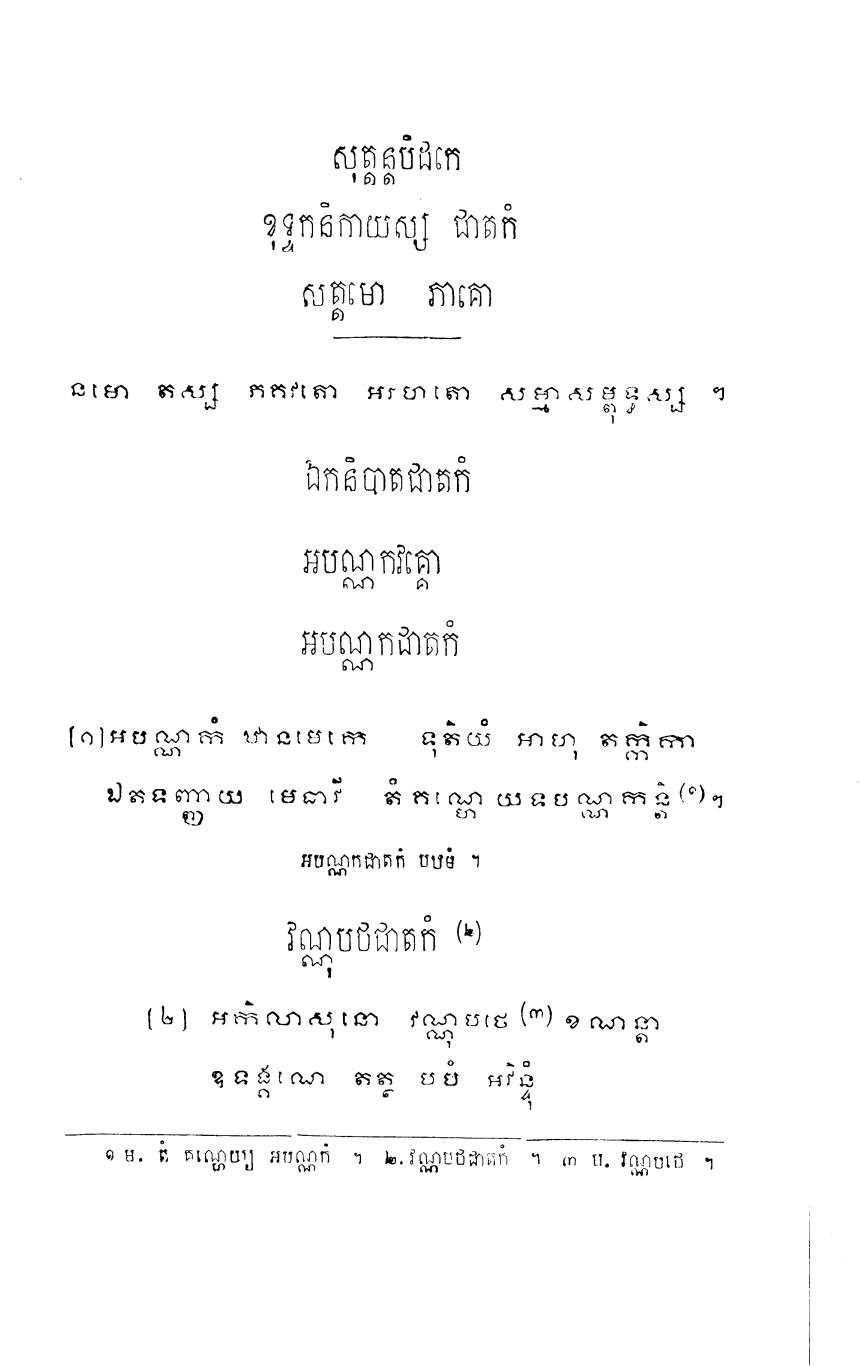 សុត្តន្តបិដកេ
ខុទ្ទកនិកាយស្ស ជាតកំ
សត្តមោ ភាគោ
នមោ តស្ស ភគវតោ អរហតោ សម្មាសម្ពុទ្ធស្ស ។
ឯកនិបាតជាតកំ
អបណ្ណកវគ្គោ
អបណ្ណកជាតកំ
[១] អបណ្ណកំ ឋានមេកេ ទុតិយំ អាហុ តក្កិកា
ឯតទញ្ញាយ មេធាវី តំ គណ្ហេ យទបណ្ណកន្តិ (១) ។
អបណ្ណកជាតកំ បឋមំ ។
វណ្ណុបថជាតកំ (២)
[២] អកិលាសុនោ វណ្ណុបថេ (៣) ខណន្តា
ឧទង្គណេ តត្ថ បបំ អវិន្ទុំ
១ ម. តំ គណ្ហេយ្យ អបណ្ណកំ ។ ២. វណ្ណបថជាតកំ ។ ៣ ប. វណ្ណបថេ ។